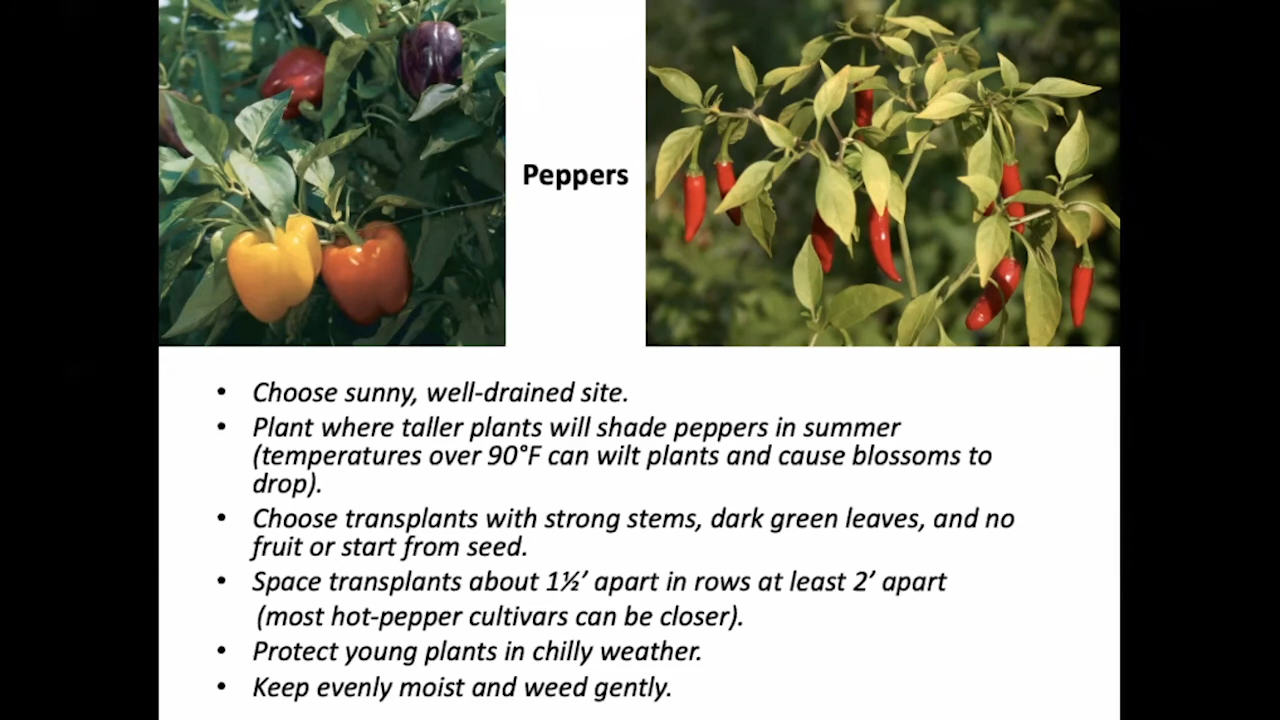 Peppers
• Choose sunny, well-drained site.
• Plant where taller plants will shade peppers in summer
(temperatures over 90°F can wilt plants and cause blossoms to
drop).
• Choose transplants with strong stems, dark green leaves, and no
fruit or start from seed.
• Space transplants about 1½’ apart in rows at least 2’ apart
(most hot-pepper cultivars can be closer).
• Protect young plants in chilly weather.
• Keep evenly moist and weed gently.